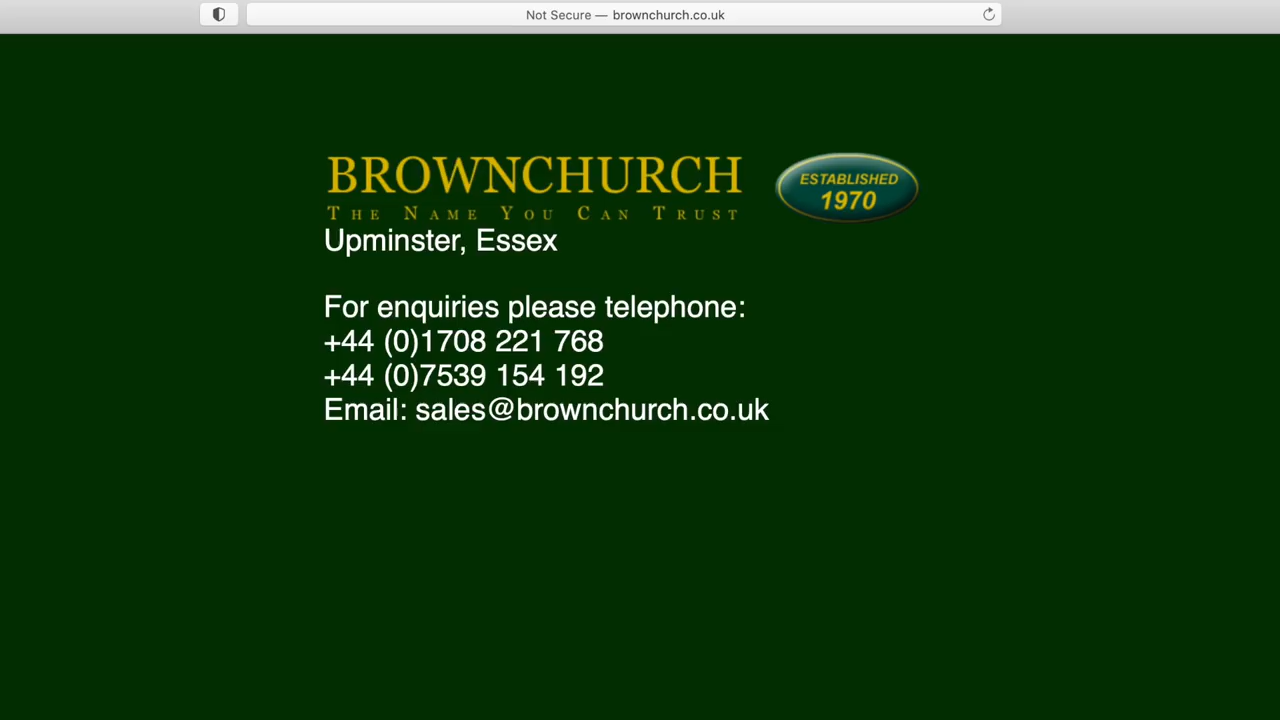 Not Secure — brownchurch.co.uk
BROWNCHURCH
THE NAME YOU CAN TRUST
ESTABLISHED
1970
Upminster, Essex
For enquiries please telephone:
+44 (0)1708 221 768
+44 (0)7539 154 192
Email: sales@brownchurch.co.uk